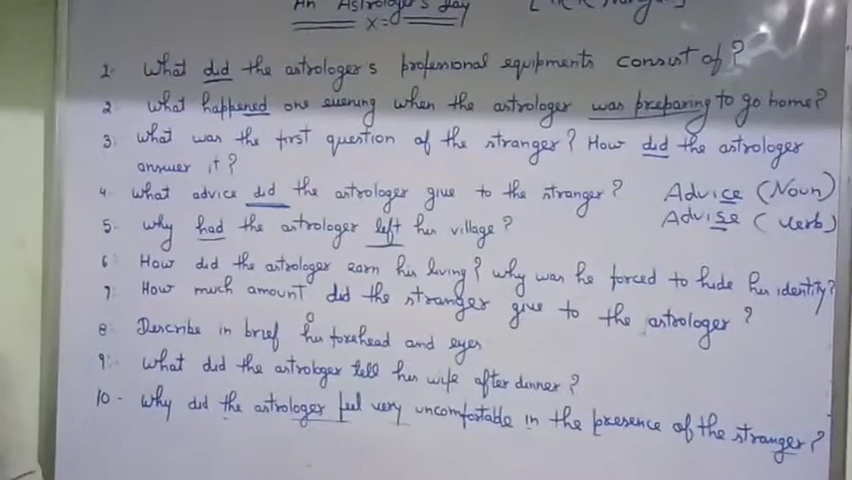 An Astrologer's day
1. What did the astrologer's professional equipments consist of?
2 What happened one evening when the astrologer was preparing to go home?
3. What was the first question of the stranger? How did the astrologer
answer it?
4. What advice did the astrologer give to the stranger? Advice (Noun)
Advise (Verb)
5. Why had the astrologer left his village?
6. How did the astrologer earn his living? Why was he forced to hide his identity?
7. How much amount did the stranger give to the astrologer?
8. Describe in brief his forehead and eyes
9. What did the astrologer tell his wife after dinner?
10- Why did the astrologer feel very uncomfortable in the presence of the stranger?